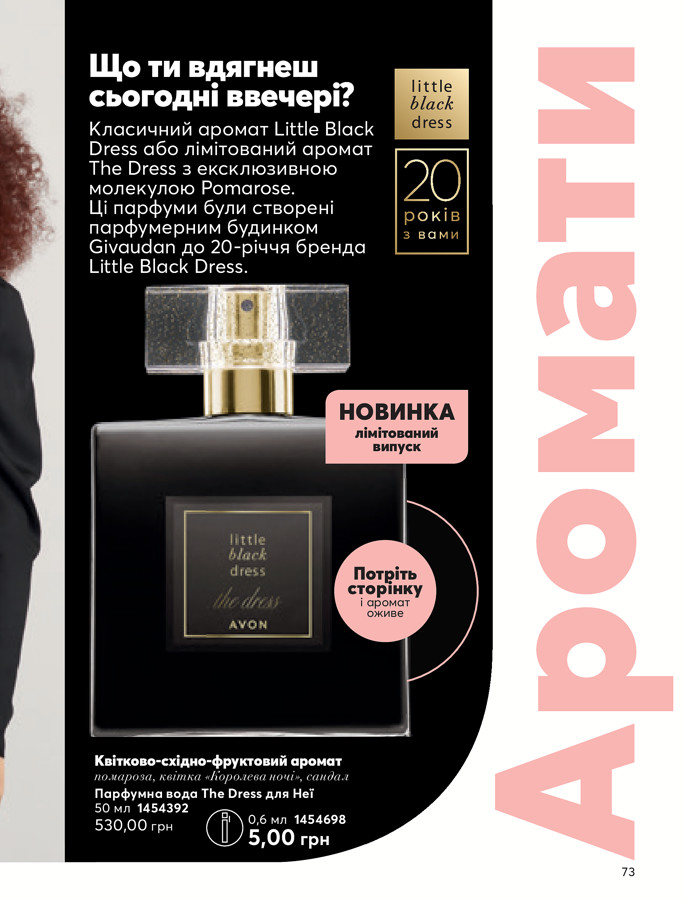 Що ти вдягнеш
сьогодні ввечері?
Класичний аромат Little Black
Dress або лімітований аромат
The Dress з ексклюзивною
молекулою Pomarose.
Ці парфуми були створені
парфумерним будинком
Givaudan до 20-річчя бренда
Little Black Dress.
little
black
dress
20
років
з вами
НОВИНКА
лімітований
випуск
little
black
dress
the dress
AVON
Потріть
сторінку
і аромат
оживе
Квітково-східно-фруктовий аромат
помароза, квітка «Королева ночі», сандал
Парфумна вода The Dress для Неї
50 мл 1454392
530,00 грн
0,6 мл 1454698
5,00 грн
Аромати
73